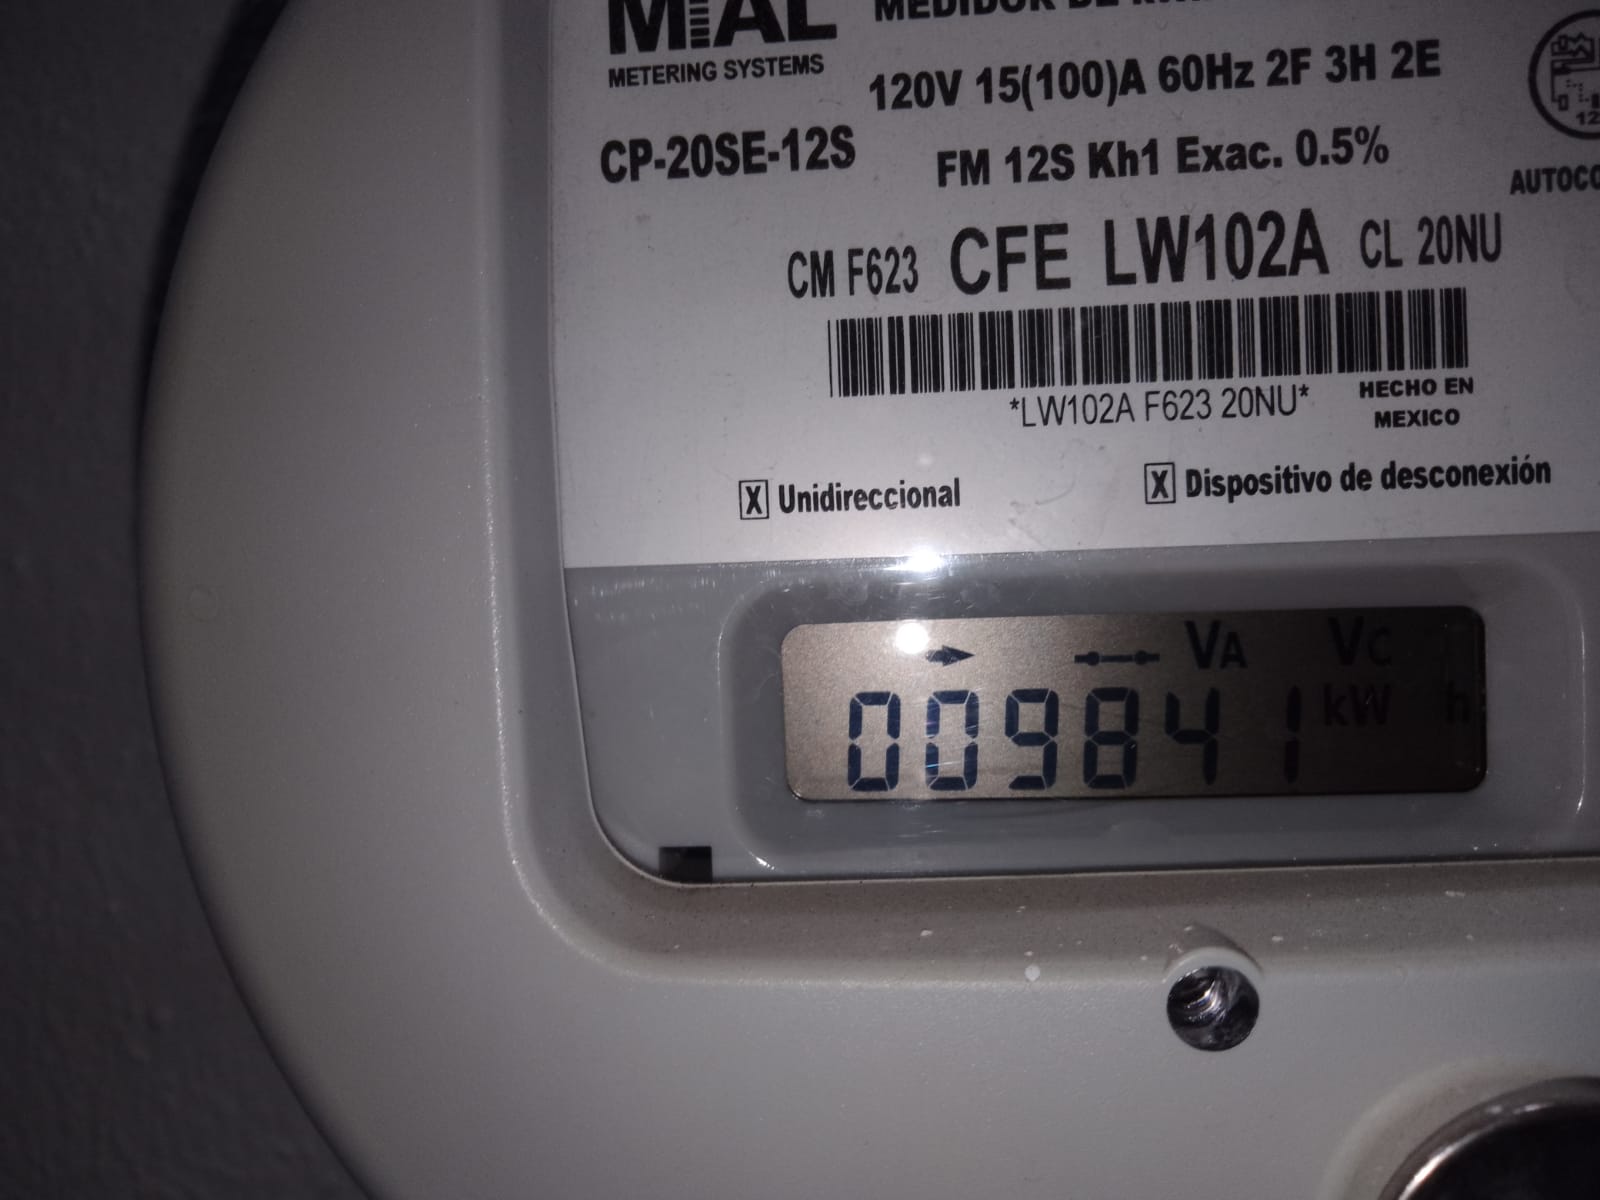 MIAL
METERING SYSTEMS
MEDIDOR DE
120V 15(100)A 60Hz 2F 3H 2E
CP-20SE-12S
FM 12S Kh1 Exac. 0.5%
CM F623 CFE LW102A CL 20NU
*LW102A F623 20NU*
HECHO EN
MEXICO
X Unidireccional
X Dispositivo de desconexión
VA VC
009841 kW h